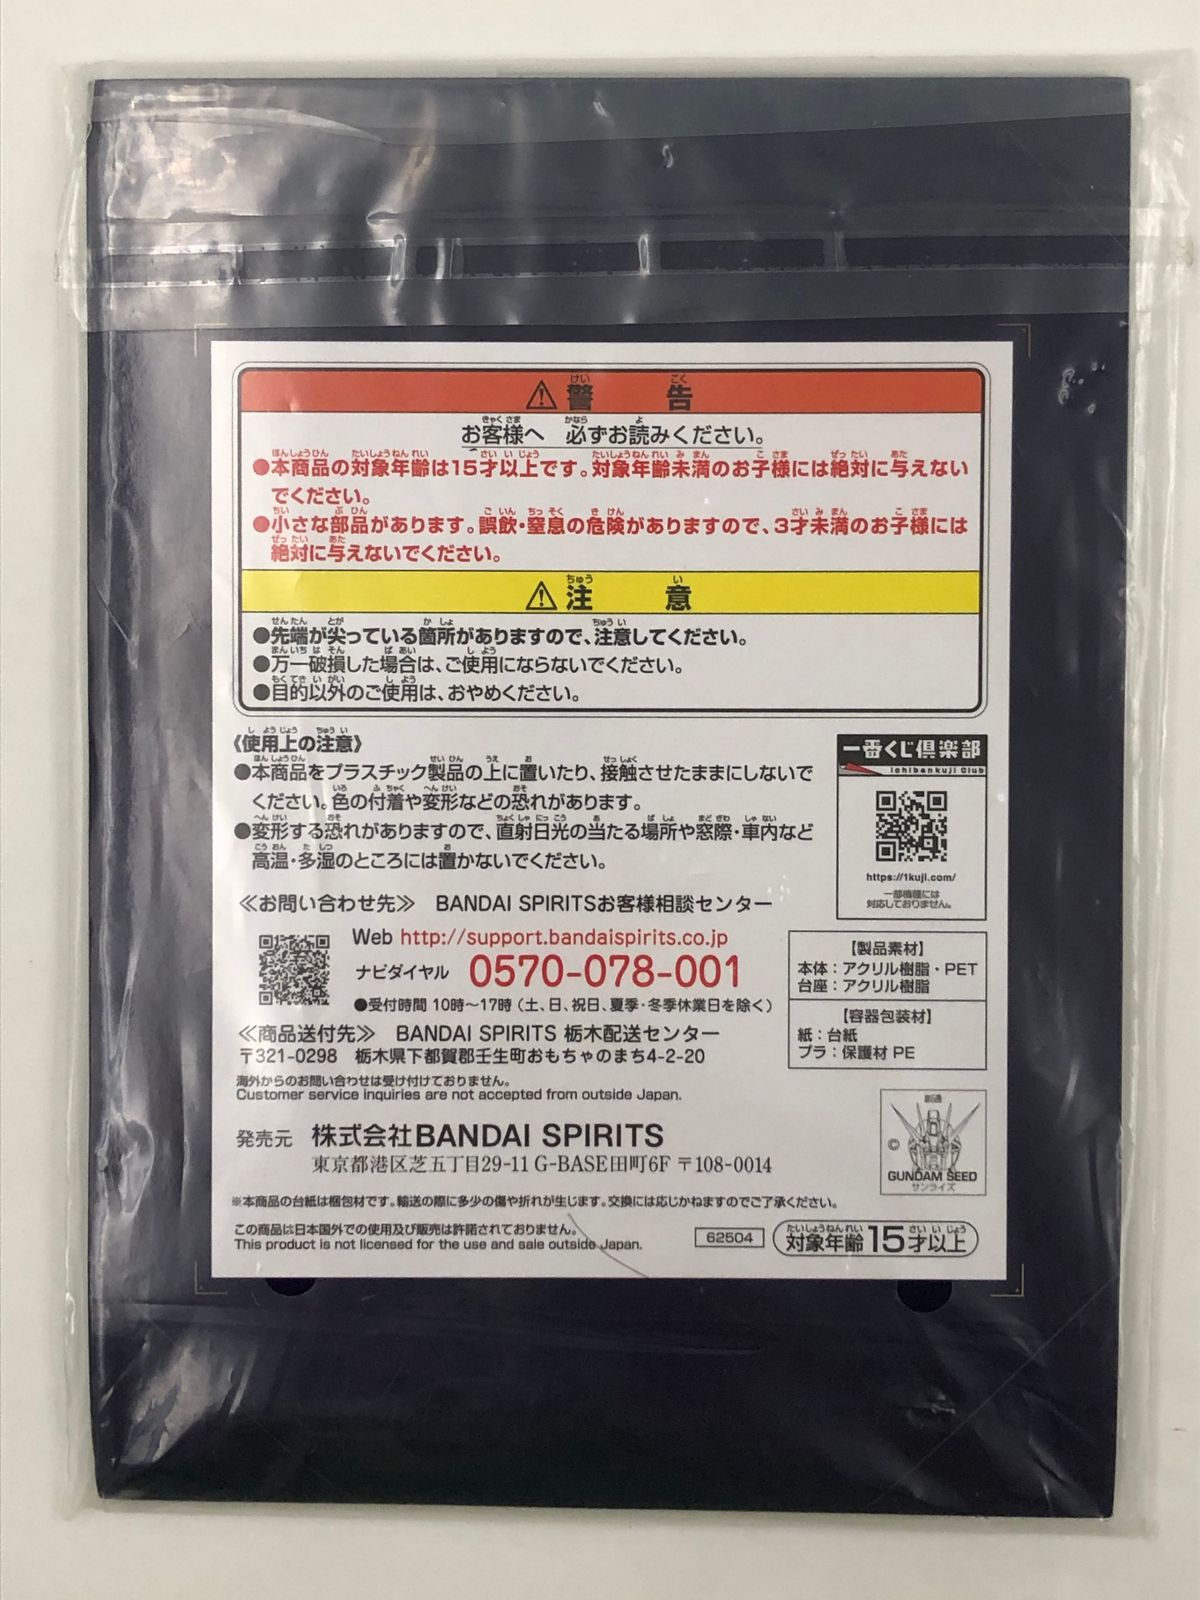 ⚠警告
お客様へ 必ずお読みください。
●本商品の対象年齢は15才以上です。対象年齢未満のお子様には絶対に与えない
でください。
●小さな部品があります。誤飲・窒息の危険がありますので、3才未満のお子様には
絶対に与えないでください。
⚠注意
●先端が尖っている箇所がありますので、注意してください。
●万一破損した場合は、ご使用にならないでください。
●目的以外のご使用は、おやめください。
《使用上の注意》
●本商品をプラスチック製品の上に置いたり、接触させたままにしないで
ください。色の付着や変形などの恐れがあります。
●変形する恐れがありますので、直射日光の当たる場所や窓際・車内など
高温・多湿のところには置かないでください。
一番くじ倶楽部
Ichibankuji Club
https://1kuji.com/
一部機種には
対応しておりません。
≪お問い合わせ先≫ BANDAI SPIRITSお客様相談センター
Web http://support.bandaispirits.co.jp
ナビダイヤル 0570-078-001
●受付時間 10時～17時（土、日、祝日、夏季・冬季休業日を除く）
≪商品送付先≫ BANDAI SPIRITS 栃木配送センター
〒321-0298 栃木県下都賀郡壬生町おもちゃのまち4-2-20
【製品素材】
本体：アクリル樹脂・PET
台座：アクリル樹脂
【容器包装材】
紙：台紙
プラ：保護材 PE
海外からのお問い合わせは受け付けておりません。
Customer service inquiries are not accepted from outside Japan.
発売元 株式会社BANDAI SPIRITS
東京都港区芝五丁目29-11 G-BASE田町6F 〒108-0014
創通
©
GUNDAM SEED
サンライズ
※本商品の台紙は梱包材です。輸送の際に多少の傷や折れが生じます。交換には応じかねますのでご了承ください。
この商品は日本国外での使用及び販売は許諾されておりません。
This product is not licensed for the use and sale outside Japan.
62504
対象年齢15才以上